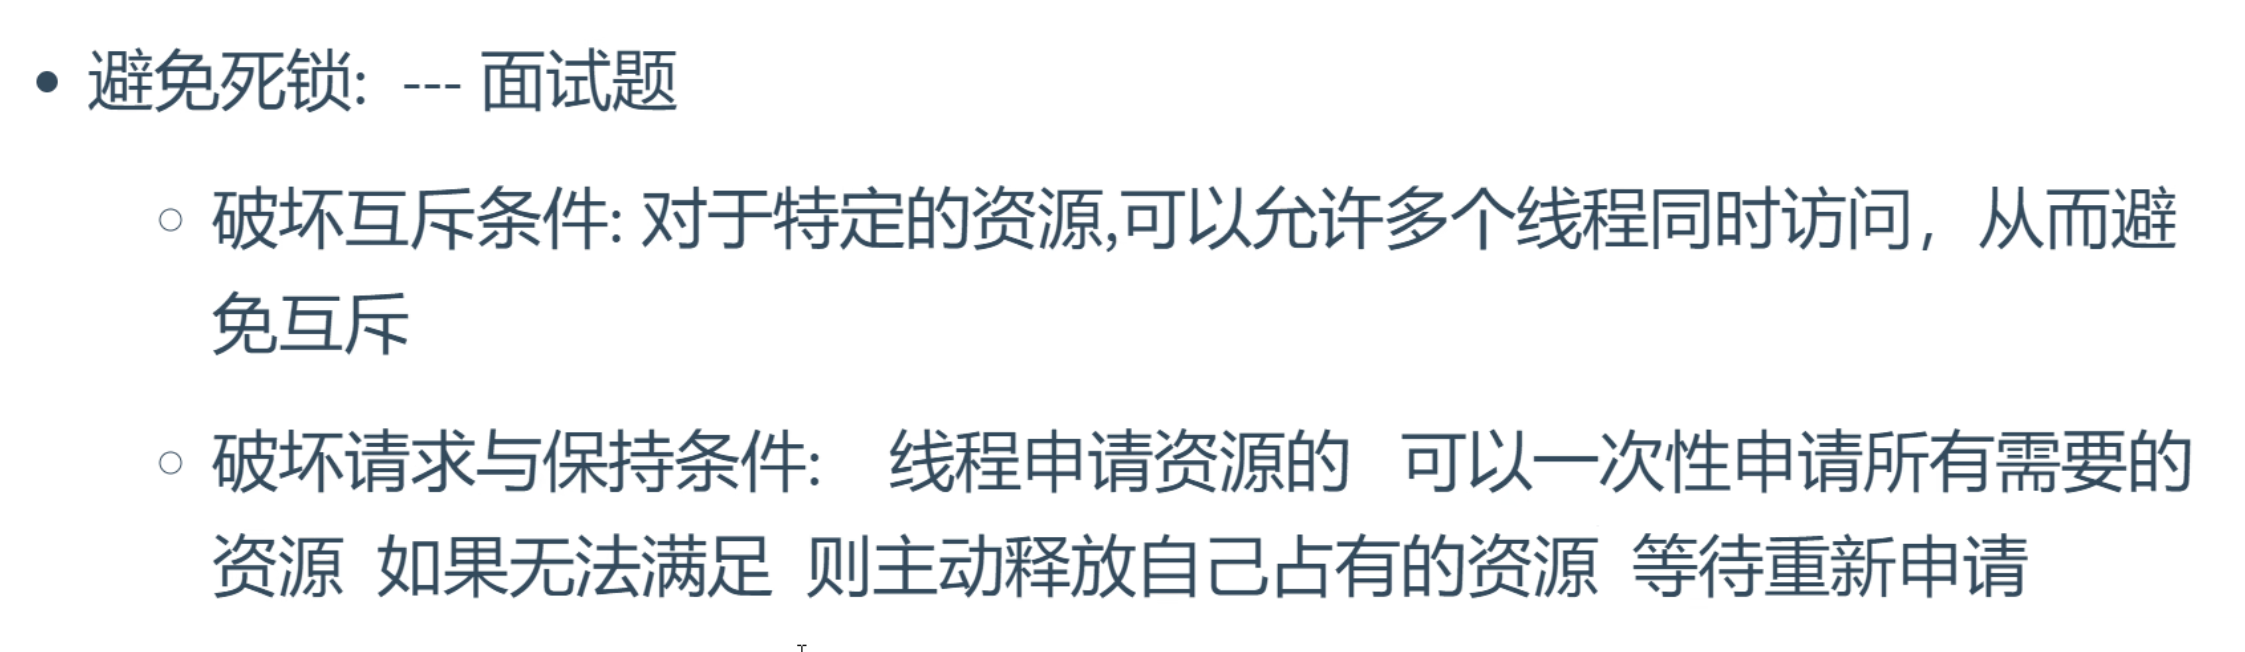 避免死锁: --- 面试题
破坏互斥条件: 对于特定的资源,可以允许多个线程同时访问，从而避
免互斥
破坏请求与保持条件: 线程申请资源的 可以一次性申请所有需要的
资源 如果无法满足 则主动释放自己占有的资源 等待重新申请